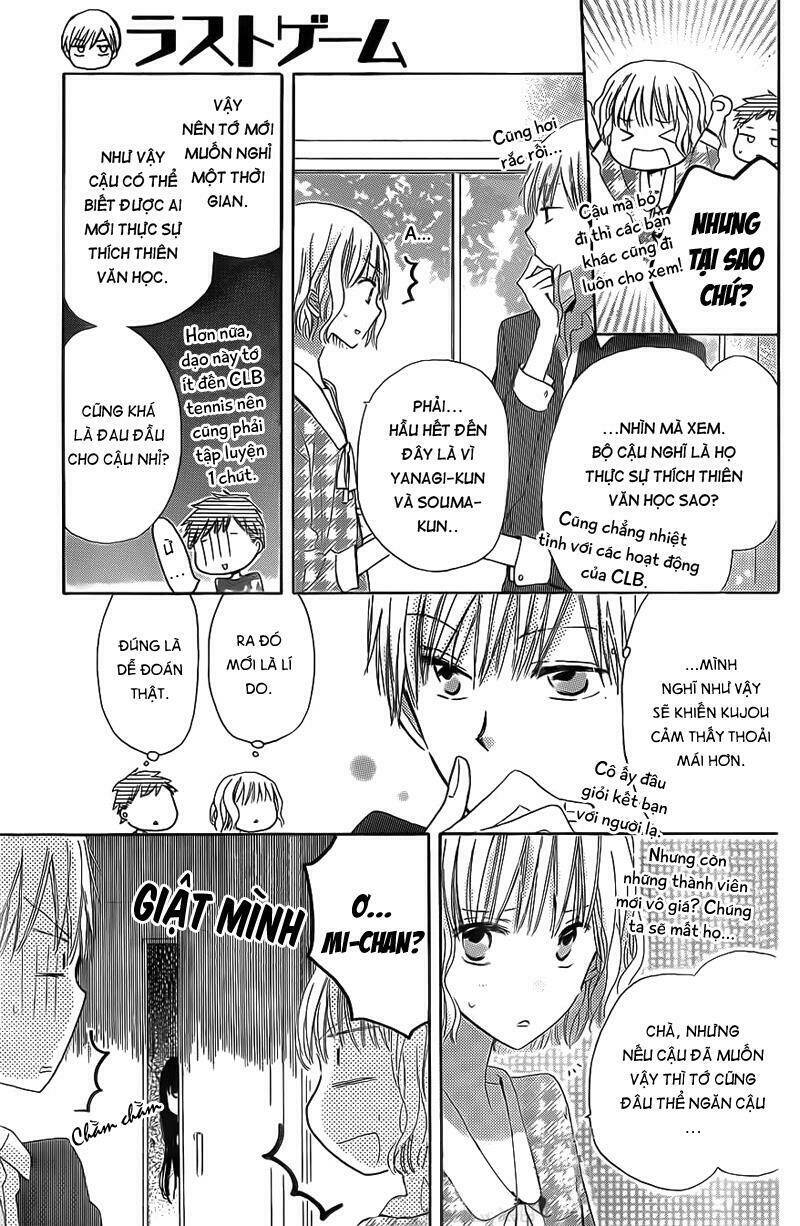 ラストゲーム
NHƯNG
TẠI SAO
CHỨ?
Cậu mà bỏ
đi thì các bạn
khác cũng đi
luôn cho xem!
Cũng hơi
rắc rối...
A...
...NHÌN MÀ XEM.
BỘ CẬU NGHĨ LÀ HỌ
THỰC SỰ THÍCH THIÊN
VĂN HỌC SAO?
Cũng chẳng nhiệt
tình với các hoạt động
của CLB.
PHẢI...
HẦU HẾT ĐẾN
ĐÂY LÀ VÌ
YANAGI-KUN
VÀ SOUMA-
KUN..
VẬY
NÊN TỚ MỚI
MUỐN NGHỈ
MỘT THỜI
GIAN.
NHƯ VẬY
CẬU CÓ THỂ
BIẾT ĐƯỢC AI
MỚI THỰC SỰ
THÍCH THIÊN
VĂN HỌC.
Hơn nữa,
dạo này tớ
ít đến CLB
tennis nên
cũng phải
tập luyện
1 chút.
CŨNG KHÁ
LÀ ĐAU ĐẦU
CHO CẬU NHỈ?
Ừ
...
...MÌNH
NGHĨ NHƯ VẬY
SẼ KHIẾN KUJOU
CẢM THẤY THOẢI
MÁI HƠN.
Cô ấy đâu
giỏi kết bạn
với người lạ.
RA ĐÓ
MỚI LÀ LÍ
DO.
ĐÚNG LÀ
DỄ ĐOÁN
THẬT.
Nhưng còn
những thành viên
mới vô giá? Chúng
ta sẽ mất họ...
CHÀ, NHƯNG
NẾU CẬU ĐÃ MUỐN
VẬY THÌ TỚ CŨNG
ĐÂU THỂ NGĂN CẬU
...
Ơ...
MI-CHAN?
GIẬT MÌNH
Chằm chằm